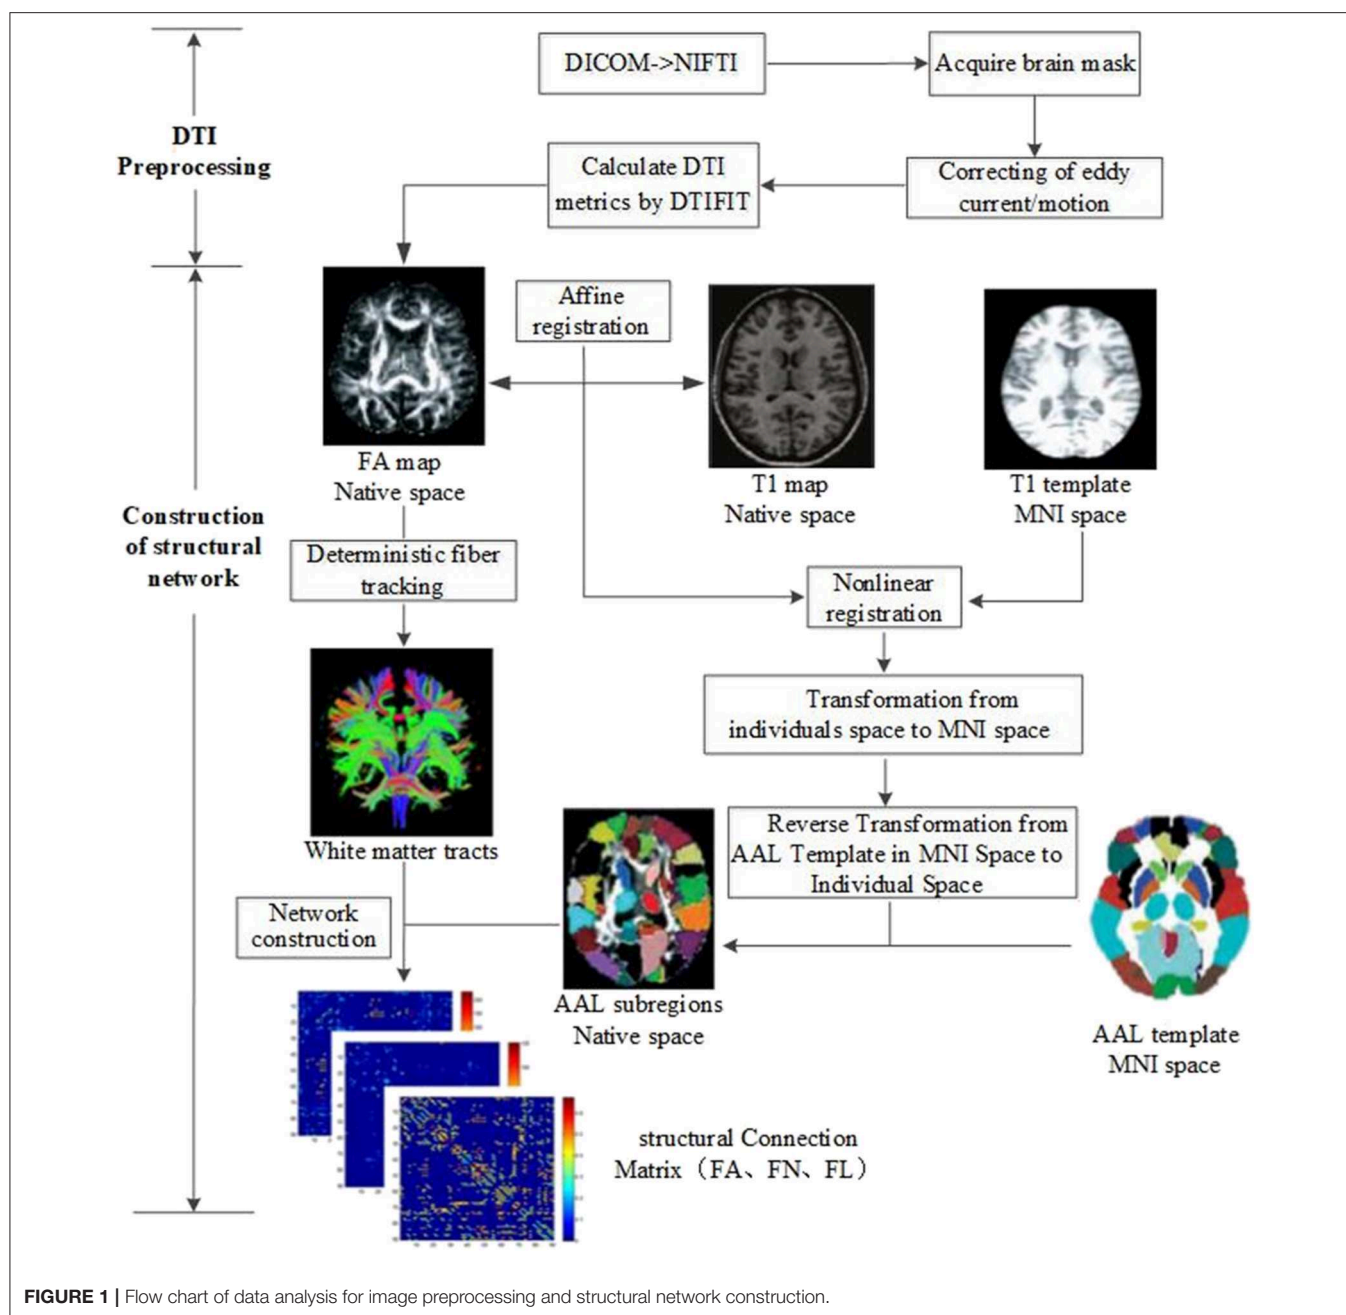 DICOM->NIFTI
Acquire brain mask
DTI
Preprocessing
Calculate DTI
metrics by DTIFIT
Correcting of eddy
current/motion
Affine
registration
FA map
Native space
T1 map
Native space
T1 template
MNI space
Construction
of structural
network
Deterministic fiber
tracking
Nonlinear
registration
Transformation from
individuals space to MNI space
White matter tracts
Reverse Transformation from
AAL Template in MNI Space to
Individual Space
Network
construction
AAL subregions
Native space
AAL template
MNI space
structural Connection
Matrix（FA、FN、FL）
FIGURE 1 | Flow chart of data analysis for image preprocessing and structural network construction.